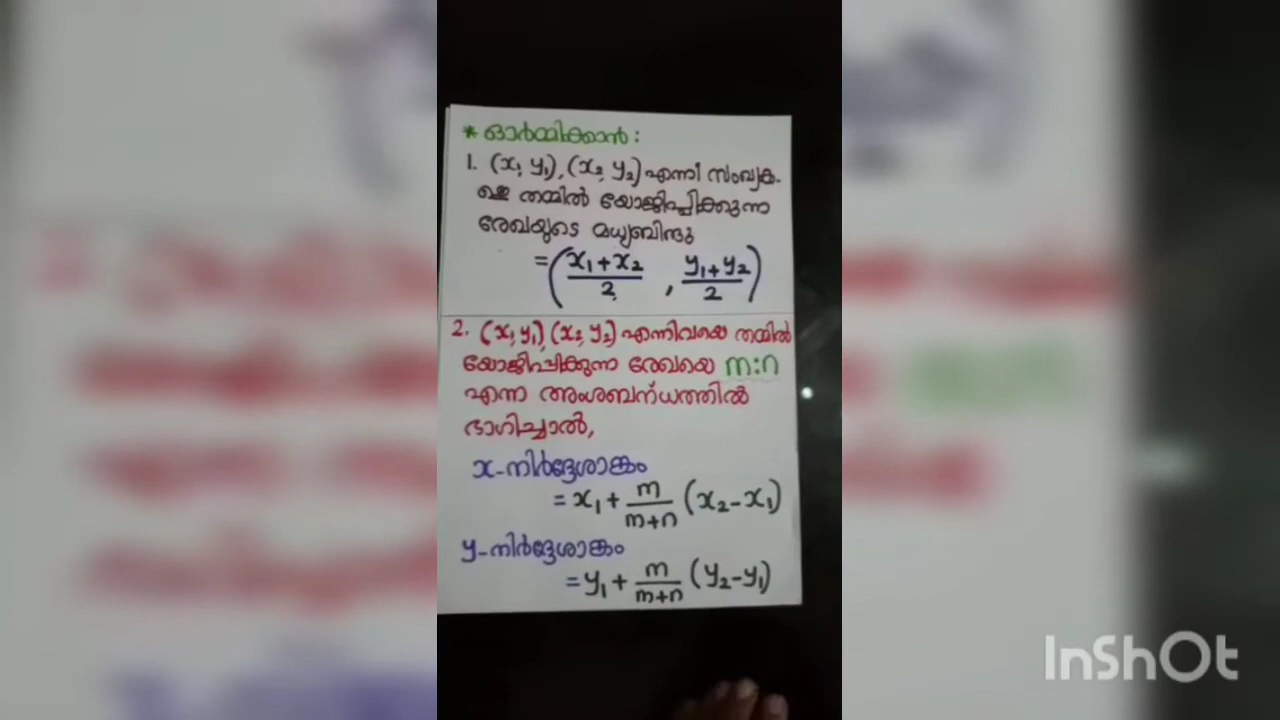 * ഓർമ്മിക്കാൻ :
1. (x₁, y₁), (x₂, y₂) എന്നീ സംഖ്യക-
ളെ തമ്മിൽ യോജിപ്പിക്കുന്ന
രേഖയുടെ മധ്യബിന്ദു
= ( (x₁+x₂)/2 , (y₁+y₂)/2 )
2. (x₁, y₁), (x₂, y₂) എന്നിവയെ തമ്മിൽ
യോജിപ്പിക്കുന്ന രേഖയെ m:n
എന്ന അംശബന്ധത്തിൽ
ഭാഗിച്ചാൽ,
x-നിർദ്ദേശാങ്കം
= x₁ + m/(m+n) (x₂-x₁)
y-നിർദ്ദേശാങ്കം
= y₁ + m/(m+n) (y₂-y₁)
InShOt